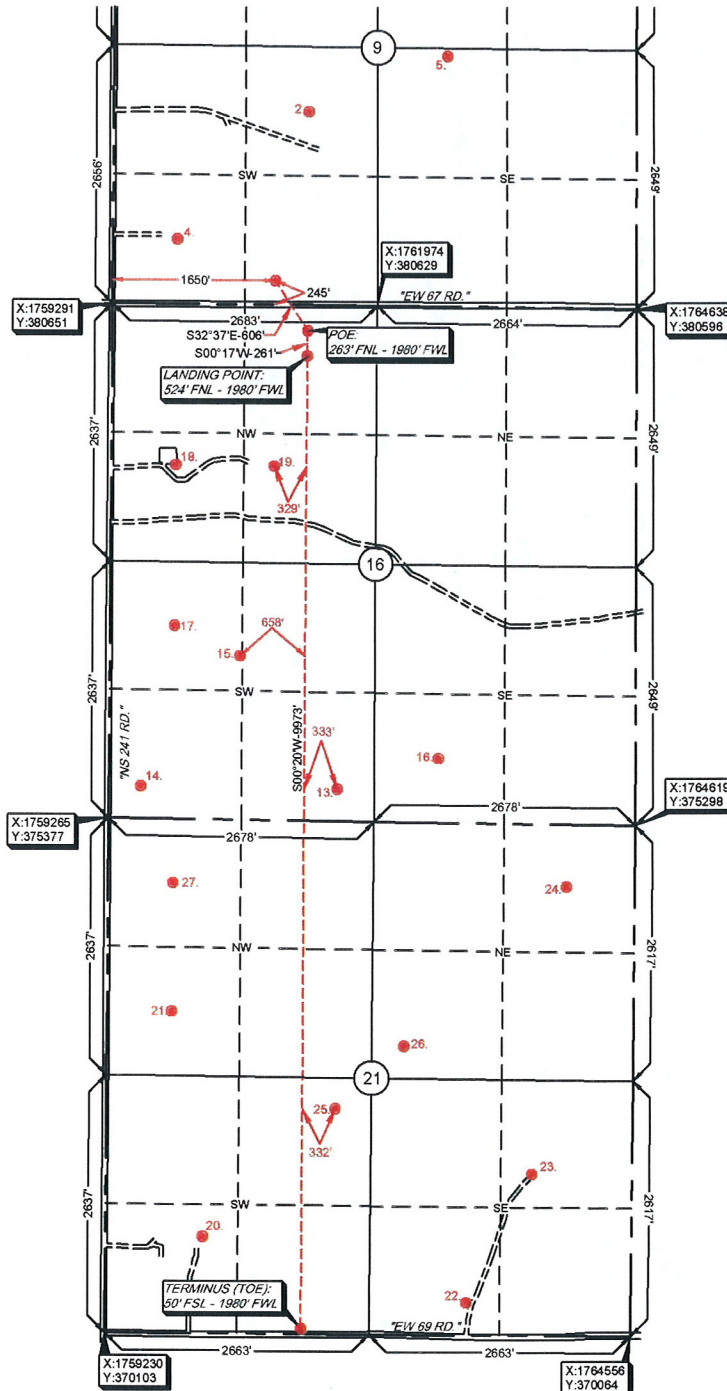 9
5.
2.
2656'
2649'
SW
SE
4.
X:1761974
Y:380629
1650'
245'
"EW 67 RD."
X:1759291
Y:380651
X:1764638
Y:380596
2683'
2664'
S32°37'E-606'
POE:
263' FNL - 1980' FWL
S00°17'W-261'
LANDING POINT:
524' FNL - 1980' FWL
2637'
2649'
NW
NE
18.
19.
329'
16
17.
658'
15.
2637'
2649'
SW
SE
"NS 241 RD."
S00°20'W-9973'
333'
16.
14.
13.
X:1764619
Y:375298
2678'
X:1759265
Y:375377
2678'
27.
24.
2637'
2617'
NW
NE
21.
26.
21
25.
332'
23.
2637'
2617'
SW
SE
20.
TERMINUS (TOE):
50' FSL - 1980' FWL
22.
"EW 69 RD."
2663'
2663'
X:1759230
Y:370103
X:1764556
Y:370064